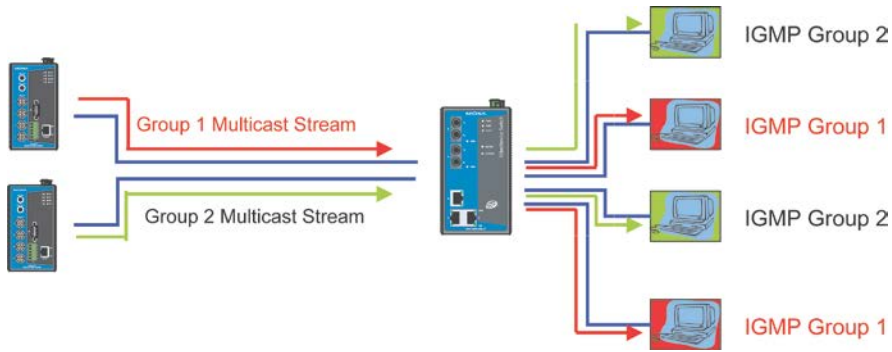 IGMP Group 2
Group 1 Multicast Stream
IGMP Group 1
Group 2 Multicast Stream
IGMP Group 2
IGMP Group 1